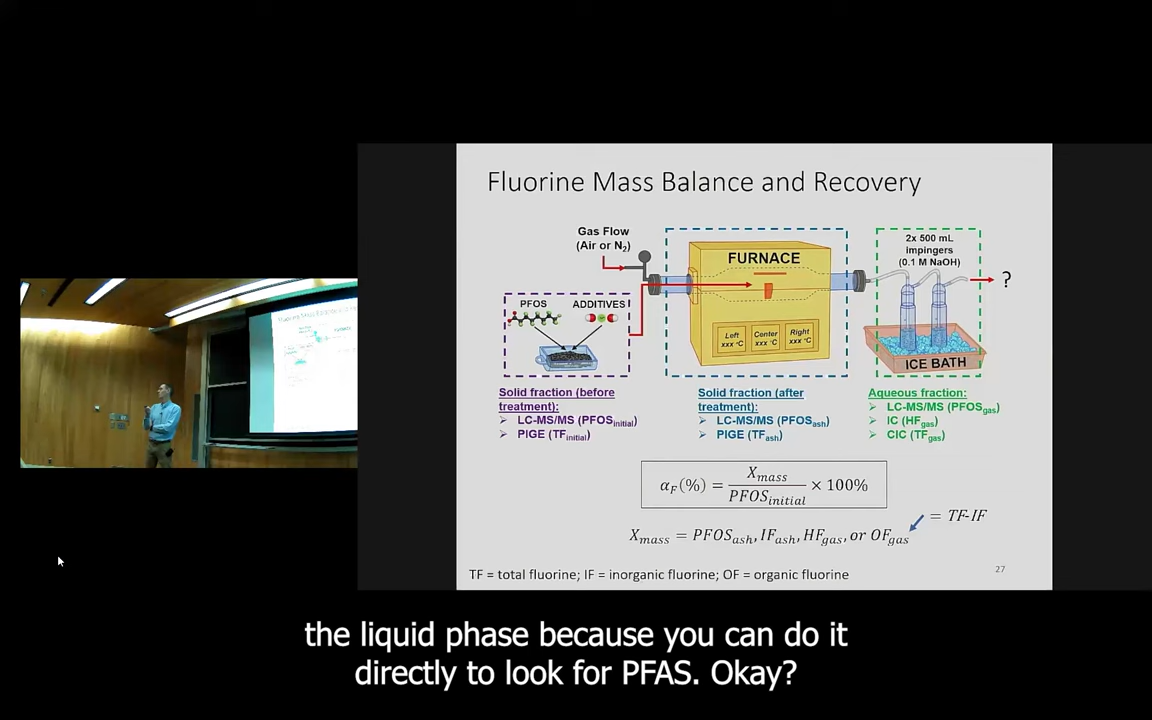 Fluorine Mass Balance and Recovery
Gas Flow
(Air or N₂)
FURNACE
2x 500 mL
impingers
(0.1 M NaOH)
?
PFOS
ADDITIVES
Left
xxx °C
Center
xxx °C
Right
xxx °C
ICE BATH
Solid fraction (before
treatment):
➢ LC-MS/MS (PFOSinitial)
➢ PIGE (TFinitial)
Solid fraction (after
treatment):
➢ LC-MS/MS (PFOSash)
➢ PIGE (TFash)
Aqueous fraction:
➢ LC-MS/MS (PFOSgas)
➢ IC (HFgas)
➢ CIC (TFgas)
αF(%) = Xmass / PFOSinitial × 100%
= TF-IF
Xmass = PFOSash, IFash, HFgas, or OFgas
TF = total fluorine; IF = inorganic fluorine; OF = organic fluorine
27
the liquid phase because you can do it
directly to look for PFAS. Okay?